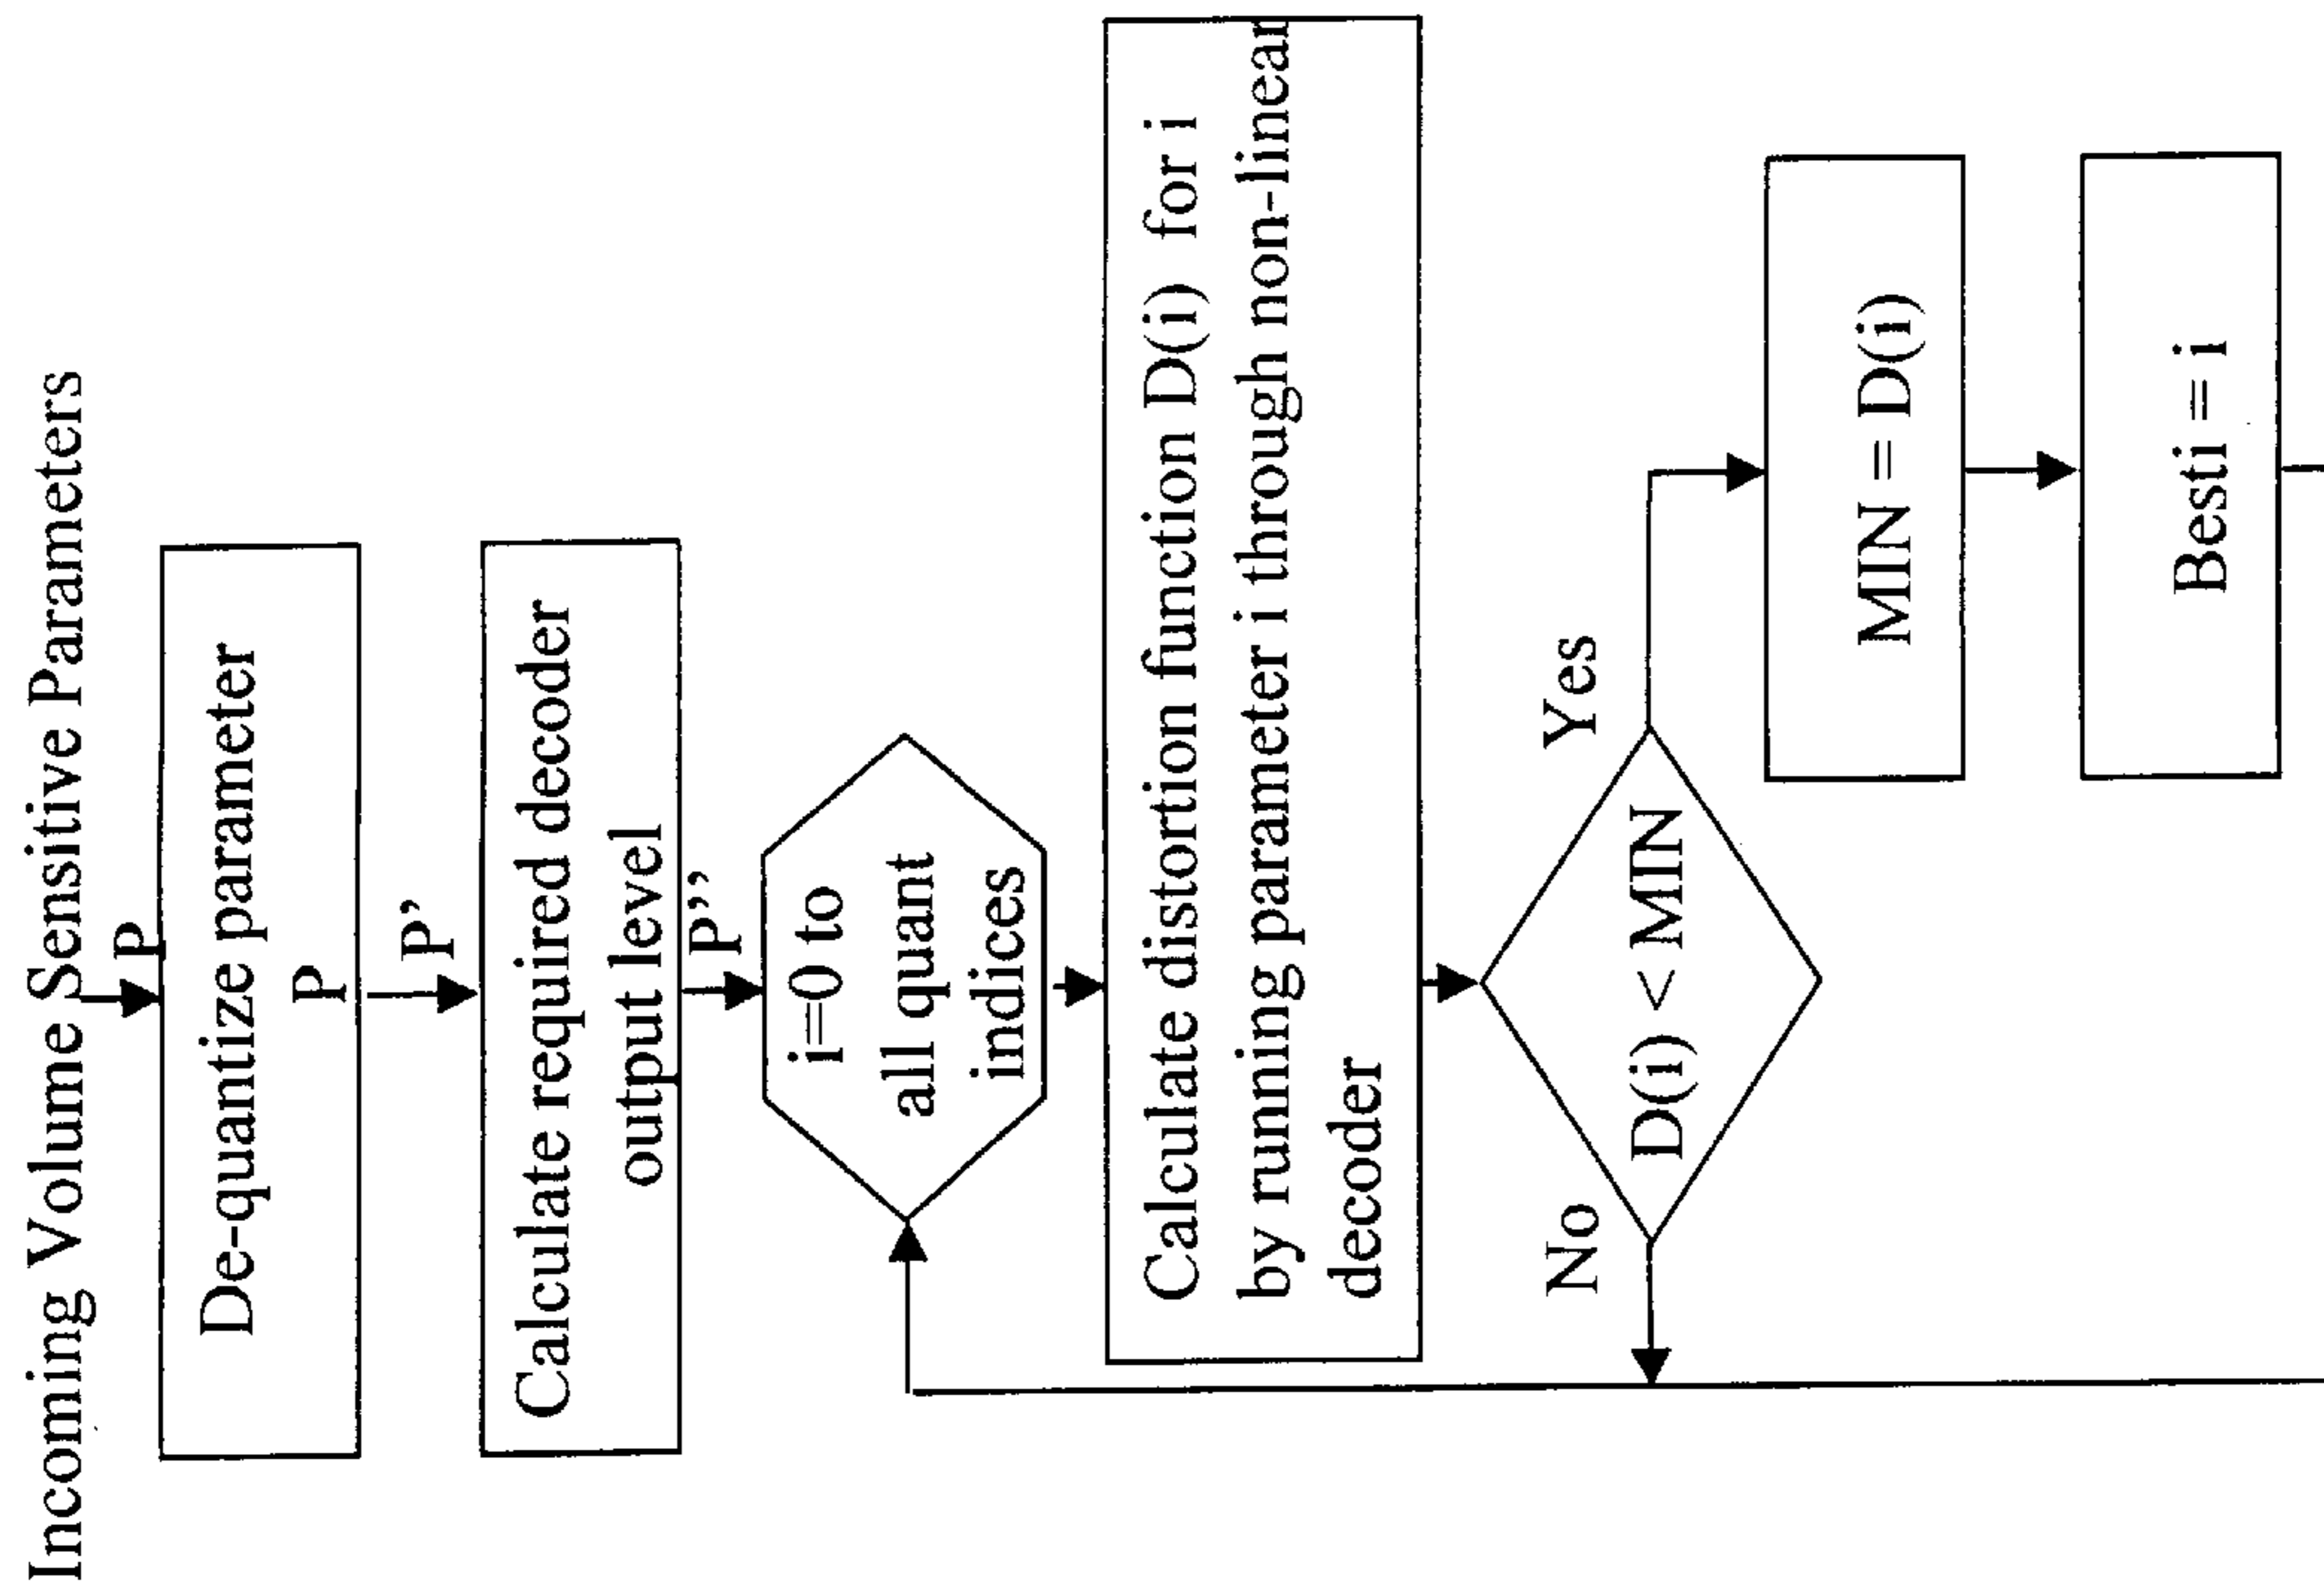 Incoming Volume Sensitive Parameters
P
De-quantize parameter
P
P’
Calculate required decoder
output level
P’’
i=0 to
all quant
indices
Calculate distortion function D(i) for i
by running parameter i through non-linear
decoder
No
Yes
D(i) < MIN
MIN = D(i)
Besti = i